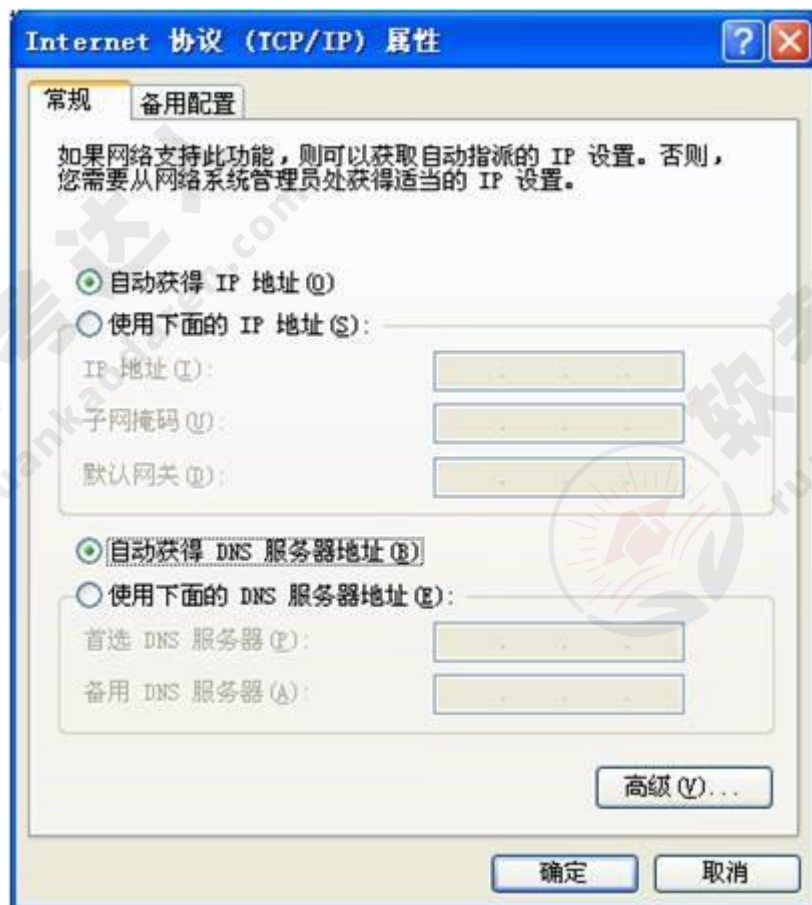 Internet 协议 (TCP/IP) 属性
常规 备用配置
如果网络支持此功能，则可以获取自动指派的 IP 设置。否则，
您需要从网络系统管理员处获得适当的 IP 设置。
自动获得 IP 地址(O)
使用下面的 IP 地址(S):
IP 地址(I):
子网掩码(U):
默认网关(D):
自动获得 DNS 服务器地址(B)
使用下面的 DNS 服务器地址(E):
首选 DNS 服务器(P):
备用 DNS 服务器(A):
高级(V)...
确定 取消